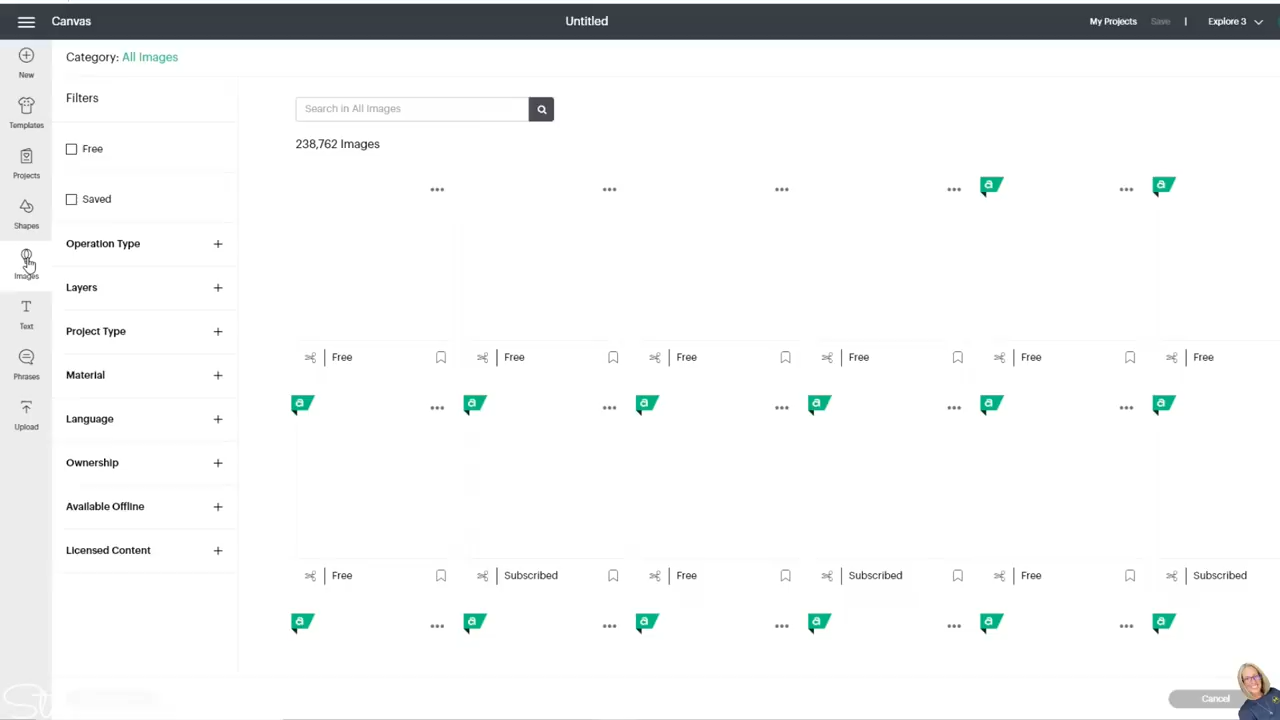 Canvas
Untitled
My Projects Save | Explore 3
New
Templates
Projects
Shapes
Images
Text
Phrases
Upload
Category: All Images
Filters
Free
Saved
Operation Type +
Layers +
Project Type +
Material +
Language +
Ownership +
Available Offline +
Licensed Content +
Search in All Images
238,762 Images
a a
Free Free Free Free Free Free
a a a a a a
Free Subscribed Free Subscribed Free Subscribed
a a a a a a
Cancel